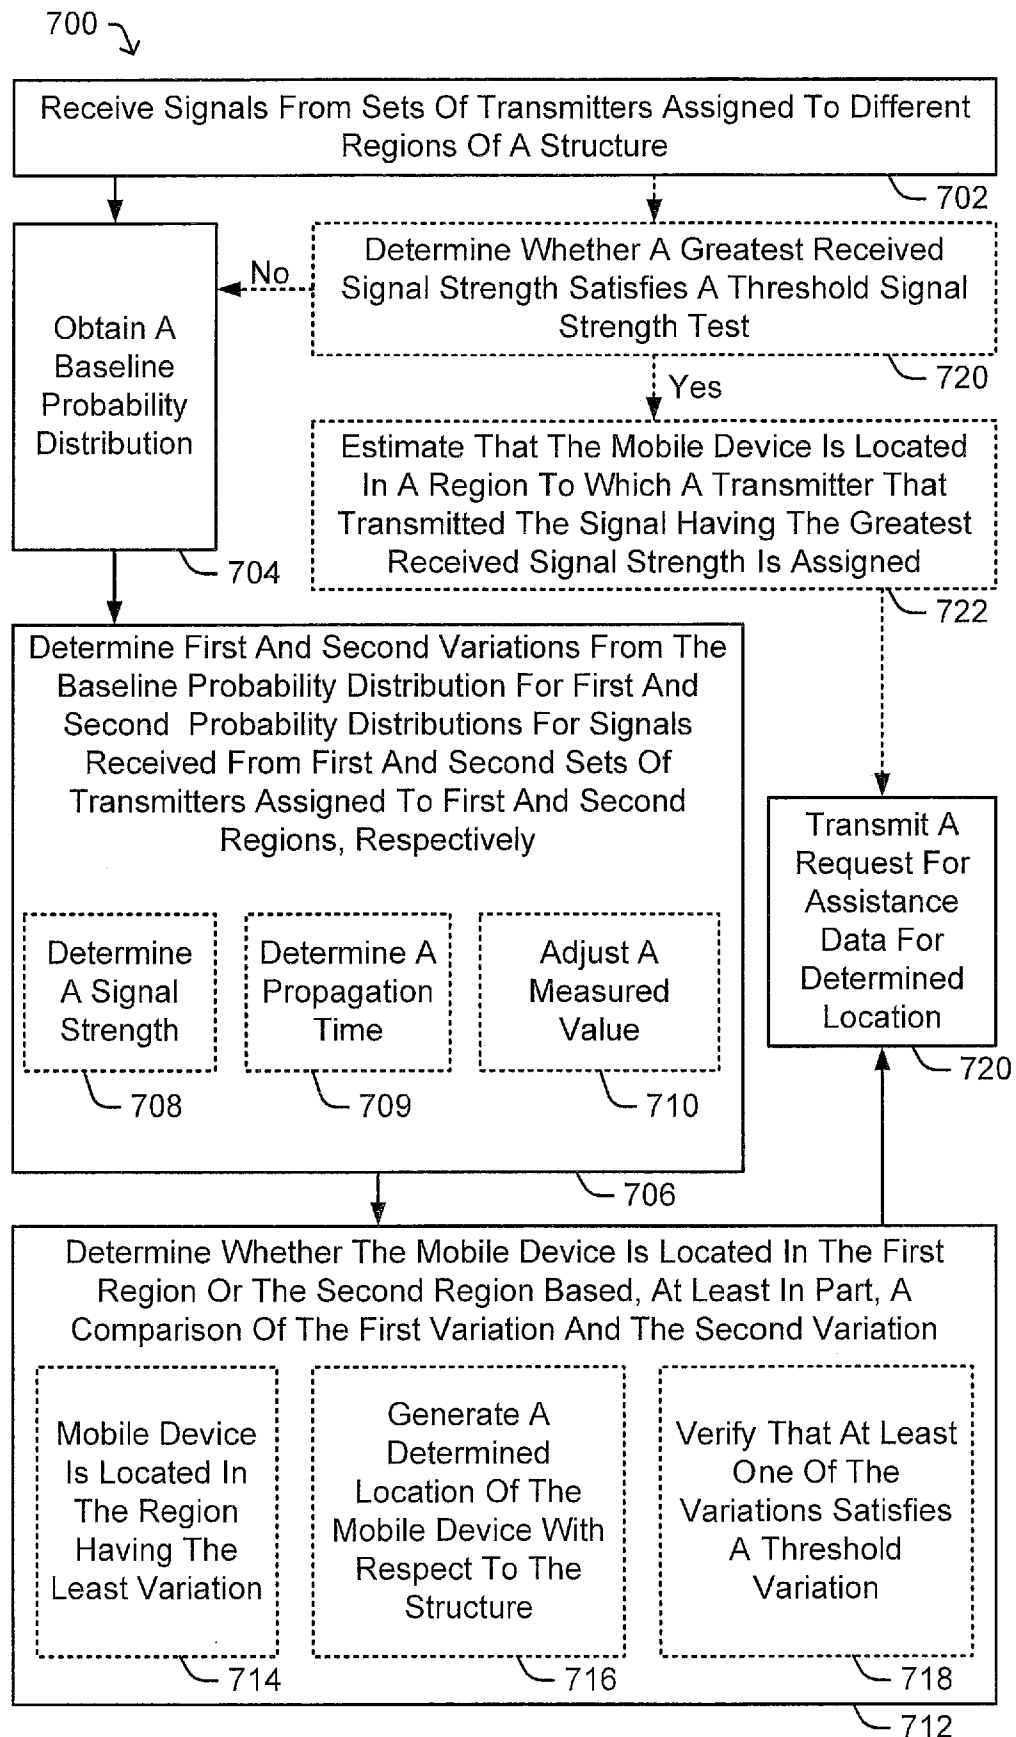 700
Receive Signals From Sets Of Transmitters Assigned To Different
Regions Of A Structure
702
Determine Whether A Greatest Received
Signal Strength Satisfies A Threshold Signal
Strength Test
720
No
Yes
Obtain A
Baseline
Probability
Distribution
704
Estimate That The Mobile Device Is Located
In A Region To Which A Transmitter That
Transmitted The Signal Having The Greatest
Received Signal Strength Is Assigned
722
Determine First And Second Variations From The
Baseline Probability Distribution For First And
Second Probability Distributions For Signals
Received From First And Second Sets Of
Transmitters Assigned To First And Second
Regions, Respectively
Determine
A Signal
Strength
708
Determine A
Propagation
Time
709
Adjust A
Measured
Value
710
706
Transmit A
Request For
Assistance
Data For
Determined
Location
720
Determine Whether The Mobile Device Is Located In The First
Region Or The Second Region Based, At Least In Part, A
Comparison Of The First Variation And The Second Variation
Mobile Device
Is Located In
The Region
Having The
Least Variation
714
Generate A
Determined
Location Of The
Mobile Device With
Respect To The
Structure
716
Verify That At Least
One Of The
Variations Satisfies
A Threshold
Variation
718
712